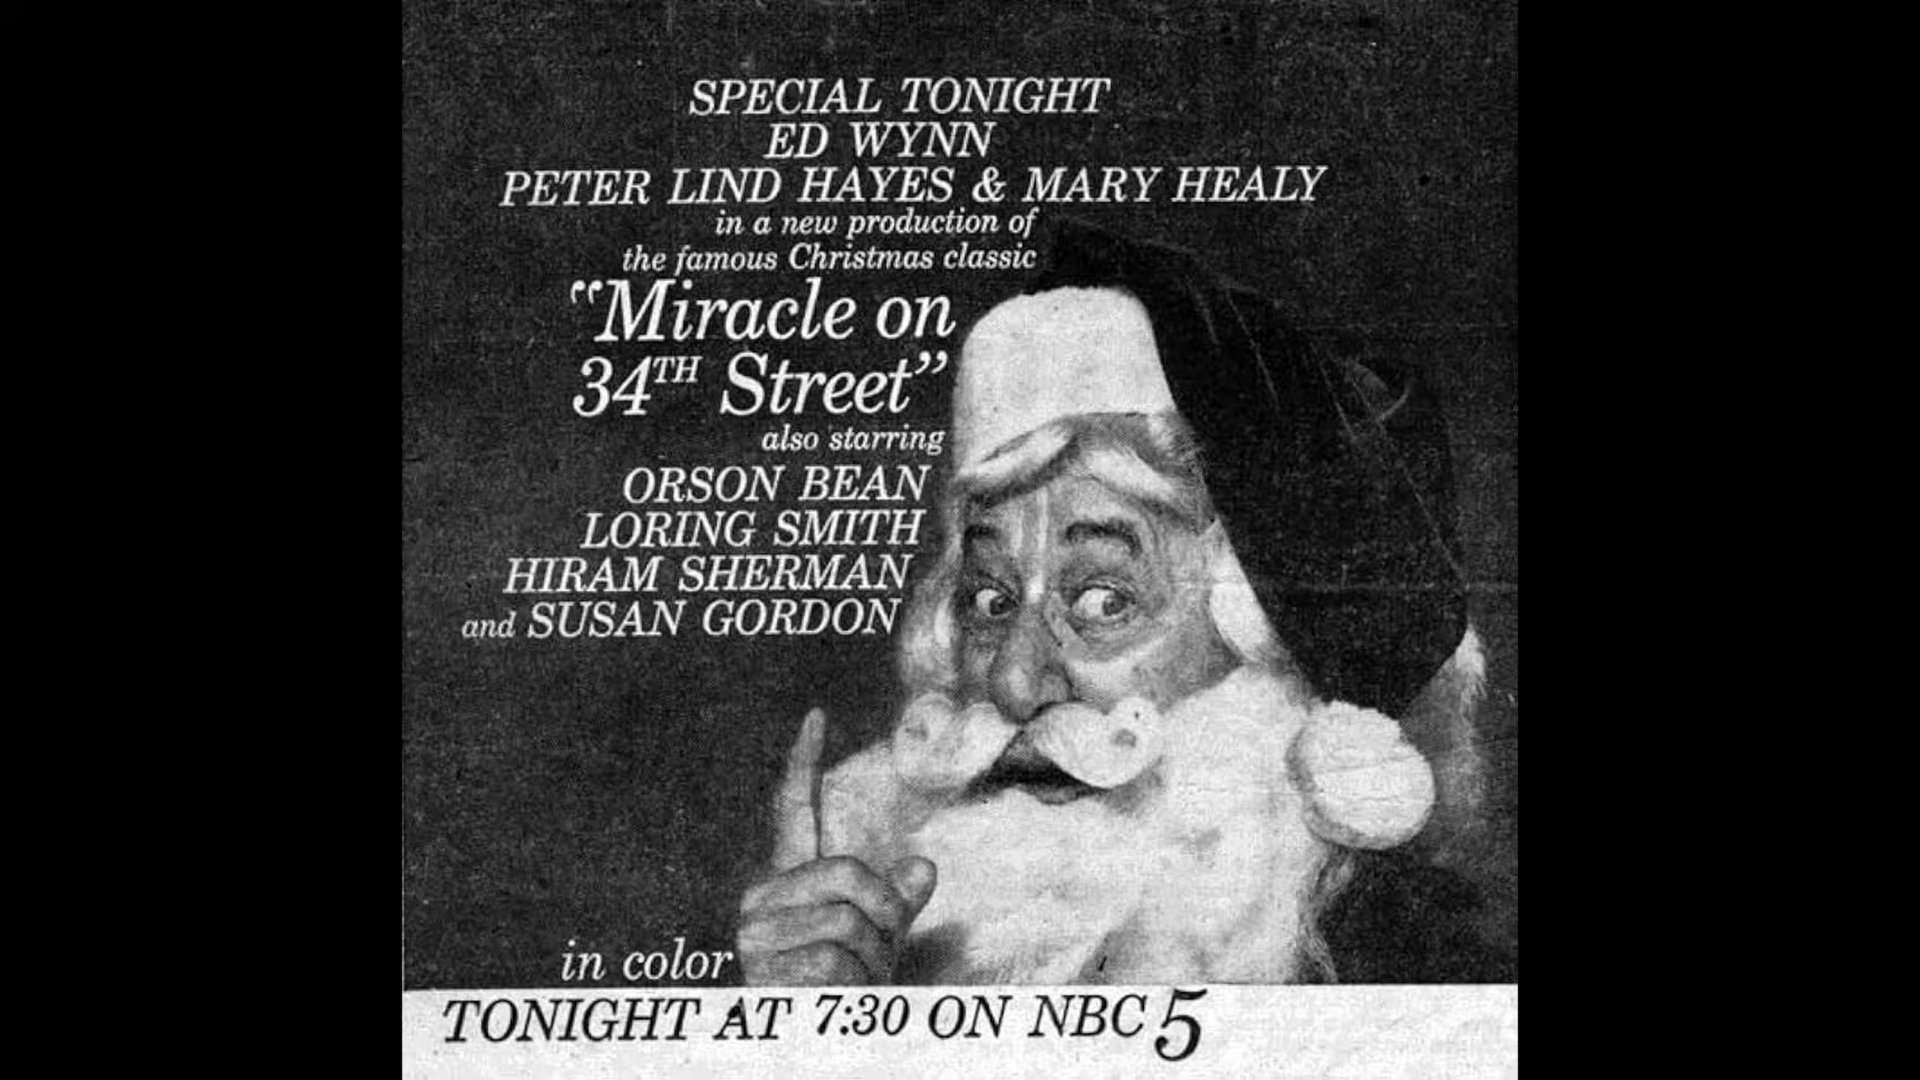 SPECIAL TONIGHT
ED WYNN
PETER LIND HAYES & MARY HEALY
in a new production of
the famous Christmas classic
"Miracle on
34TH Street"
also starring
ORSON BEAN
LORING SMITH
HIRAM SHERMAN
and SUSAN GORDON
in color
TONIGHT AT 7:30 ON NBC 5